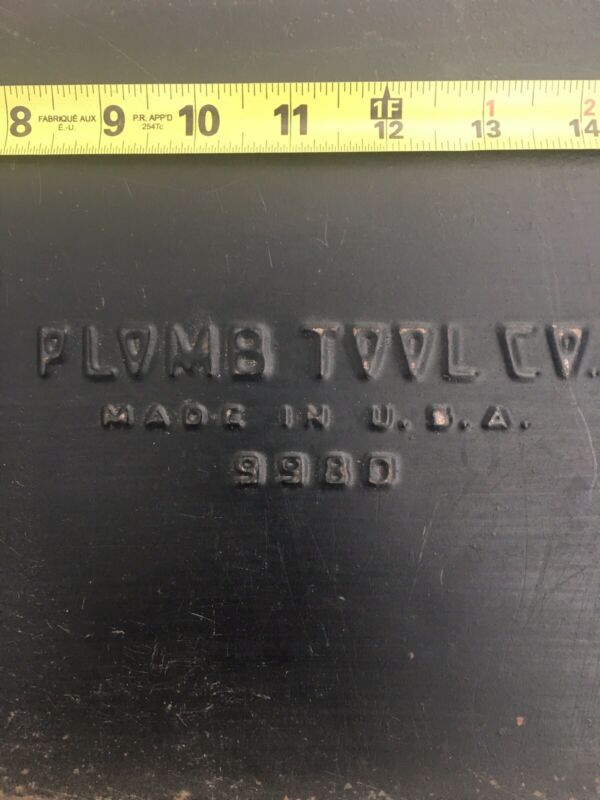 8 FABRIQUÉ AUX É.-U. 9 P.R. APP'D 254Tc 10 11 1F 12 1 13 2 14
PLOMB TOOL CO.
MADE IN U.S.A.
9980